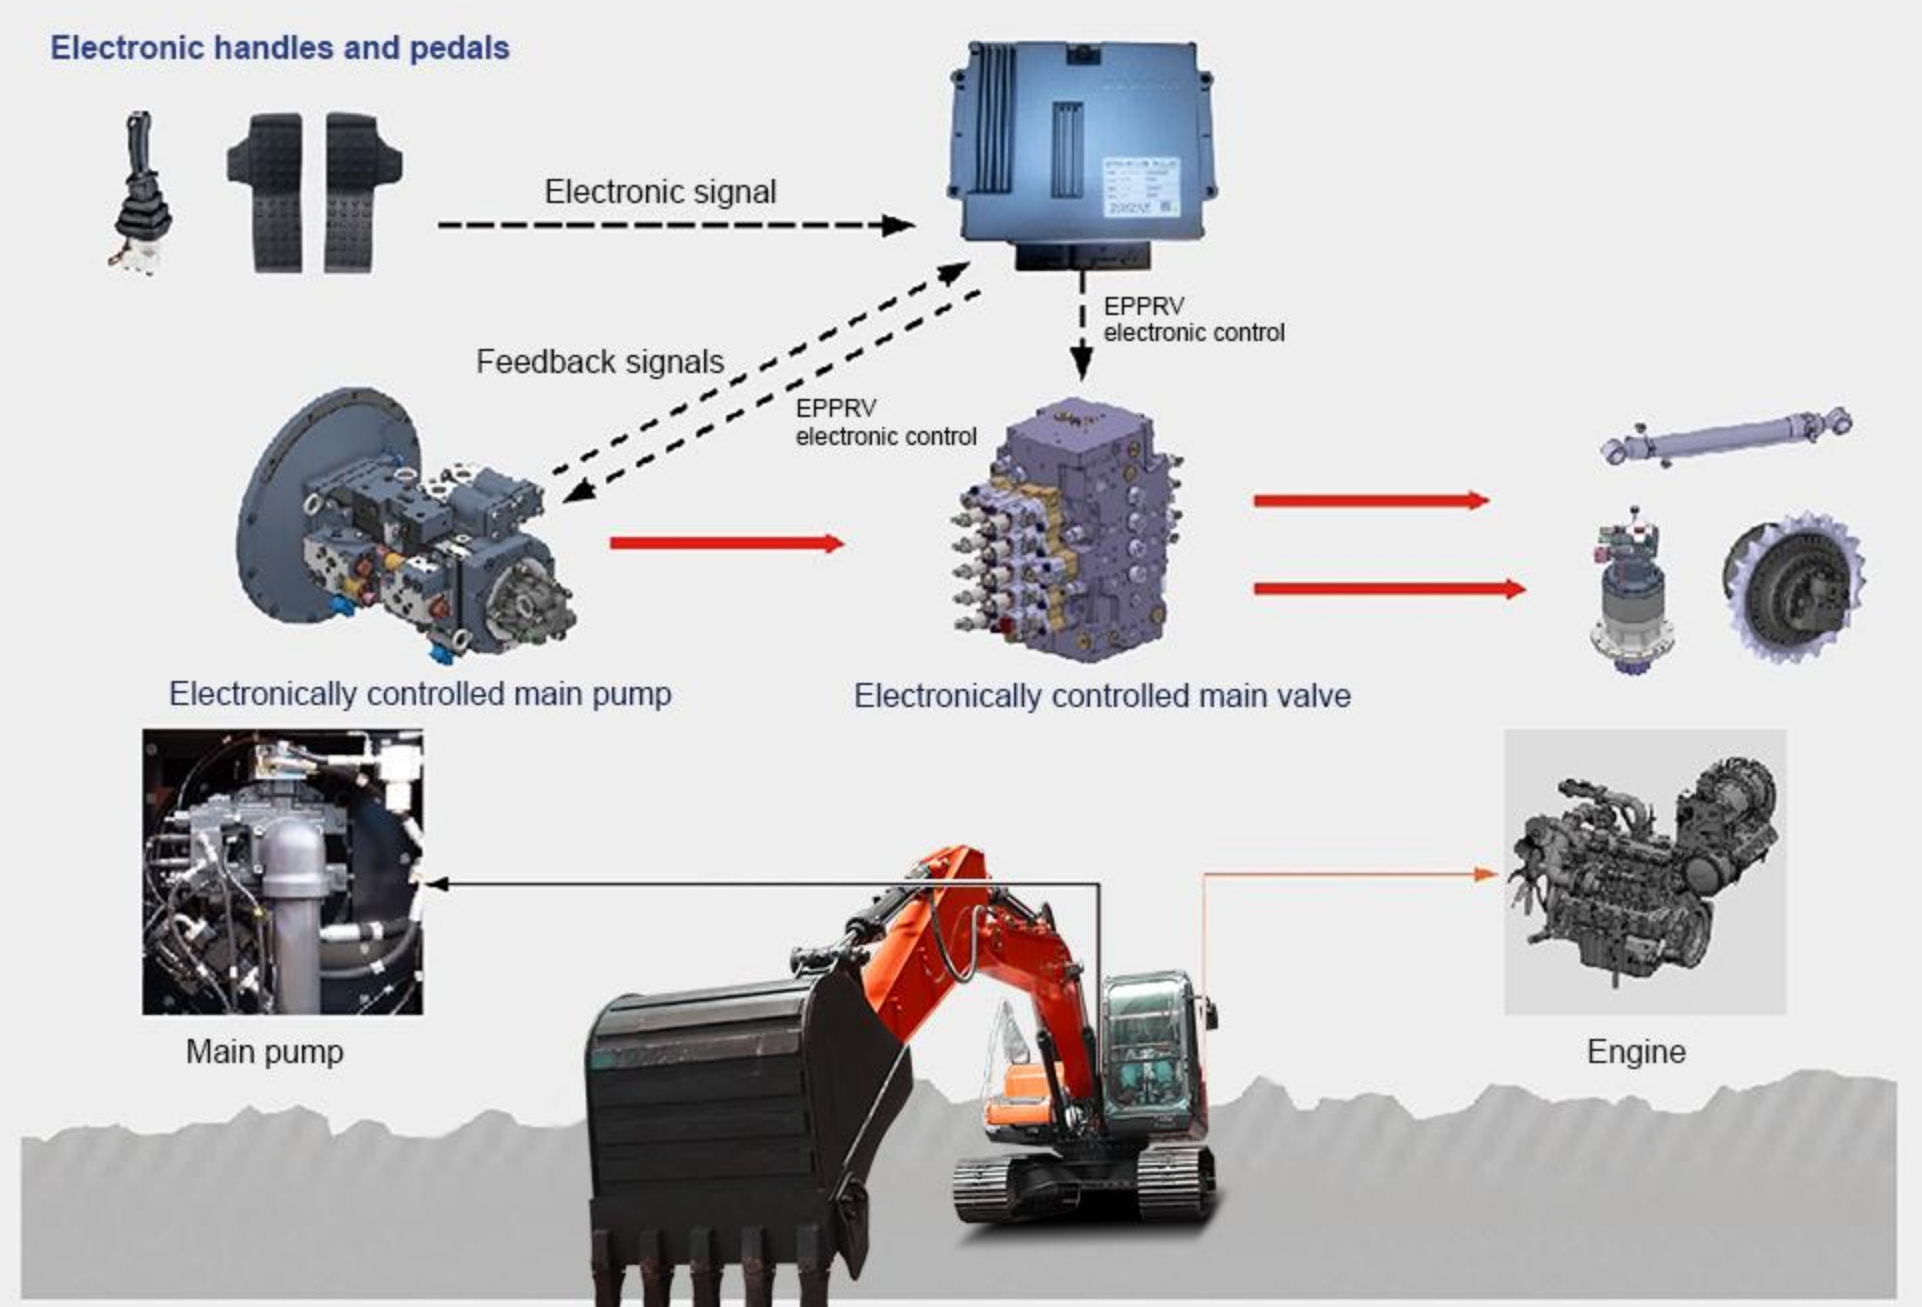 Electronic handles and pedals
Electronic signal
EPPRV
electronic control
Feedback signals
EPPRV
electronic control
Electronically controlled main pump
Electronically controlled main valve
Main pump
Engine